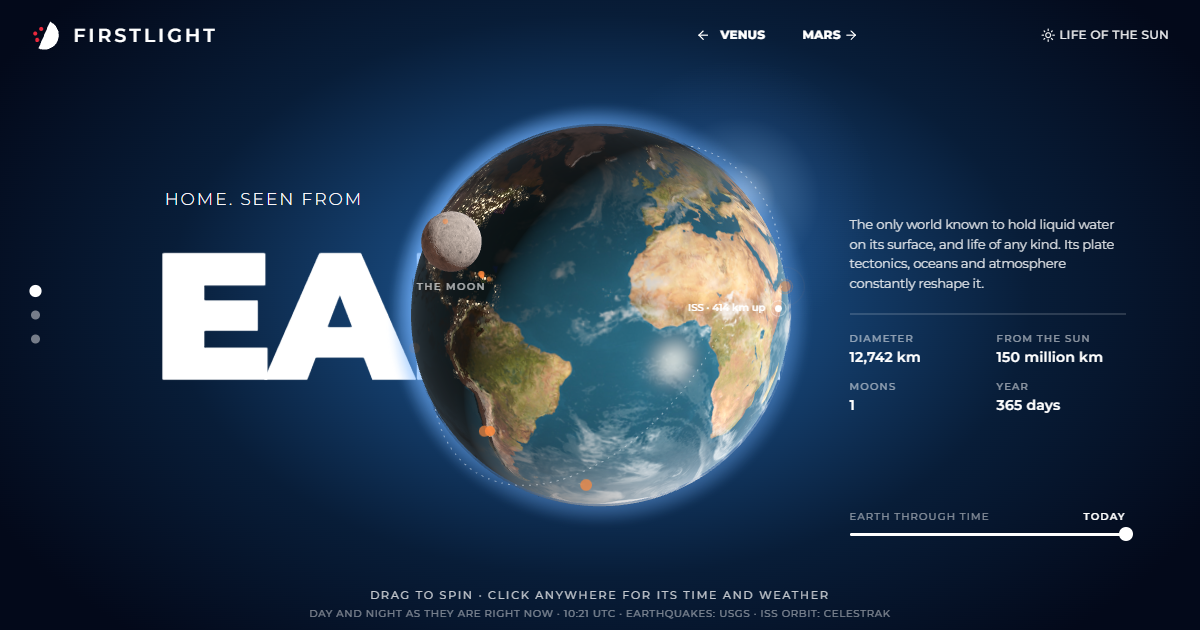 FIRSTLIGHT
← VENUS
MARS →
LIFE OF THE SUN
HOME. SEEN FROM
EA
THE MOON
ISS · 414 km up
The only world known to hold liquid water
on its surface, and life of any kind. Its plate
tectonics, oceans and atmosphere
constantly reshape it.
DIAMETER
12,742 km
FROM THE SUN
150 million km
MOONS
1
YEAR
365 days
EARTH THROUGH TIME
TODAY
DRAG TO SPIN · CLICK ANYWHERE FOR ITS TIME AND WEATHER
DAY AND NIGHT AS THEY ARE RIGHT NOW · 10:21 UTC · EARTHQUAKES: USGS · ISS ORBIT: CELESTRAK